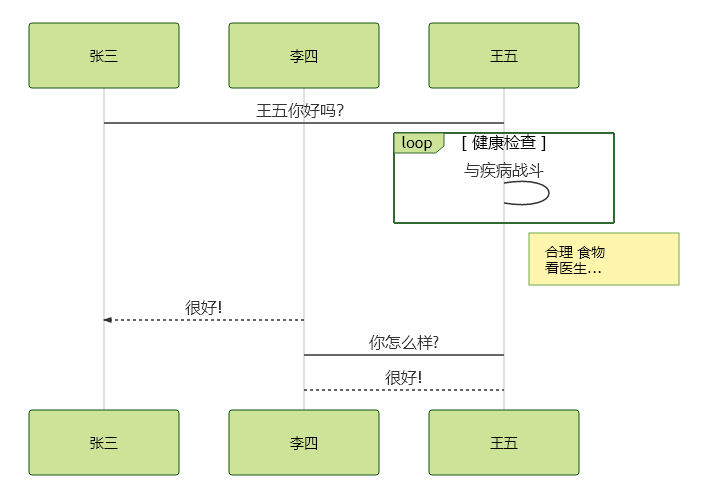 张三 李四 王五
王五你好吗?
loop [ 健康检查 ]
与疾病战斗
合理 食物
看医生...
很好!
你怎么样?
很好!
张三 李四 王五